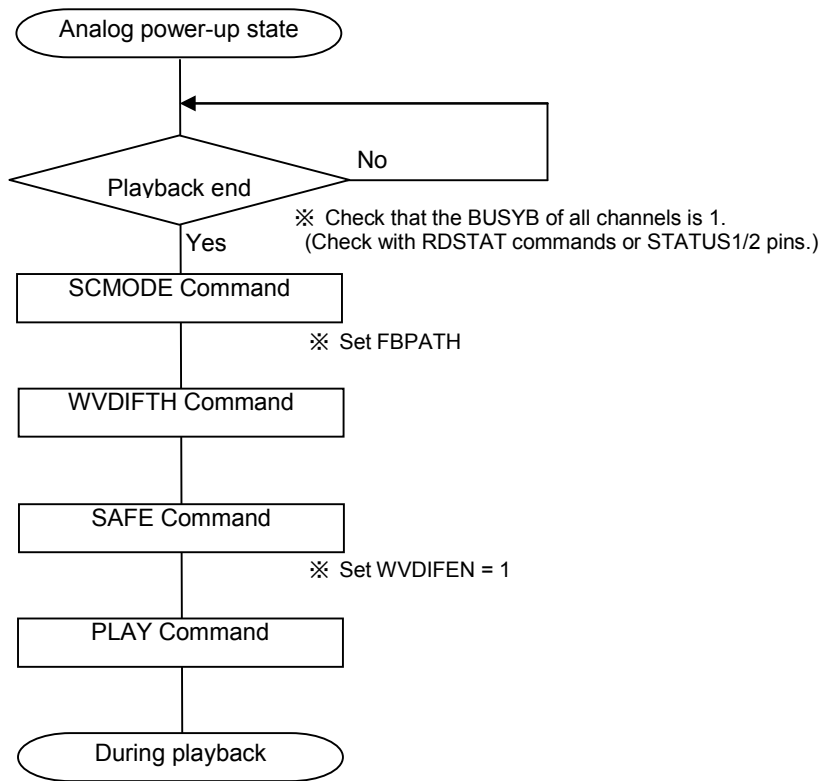 Analog power-up state
No
Playback end
※ Check that the BUSYB of all channels is 1.
(Check with RDSTAT commands or STATUS1/2 pins.)
Yes
SCMODE Command
※ Set FBPATH
WVDIFTH Command
SAFE Command
※ Set WVDIFEN = 1
PLAY Command
During playback